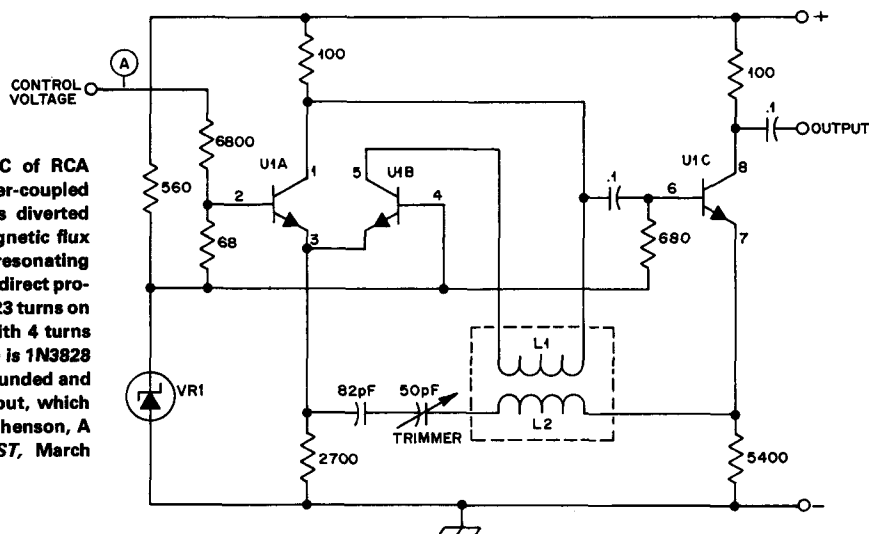 +
100
100
A
CONTROL
VOLTAGE
.1
OUTPUT
6800
U1A
1
5
U1B
4
.1
6
U1C
8
560
2
68
3
680
7
C of RCA
er-coupled
s diverted
gnetic flux
resonating
direct pro-
23 turns on
ith 4 turns
is 1N3828
unded and
out, which
henson, A
ST, March
VR1
L1
L2
82pF
50pF
TRIMMER
2700
5400
-